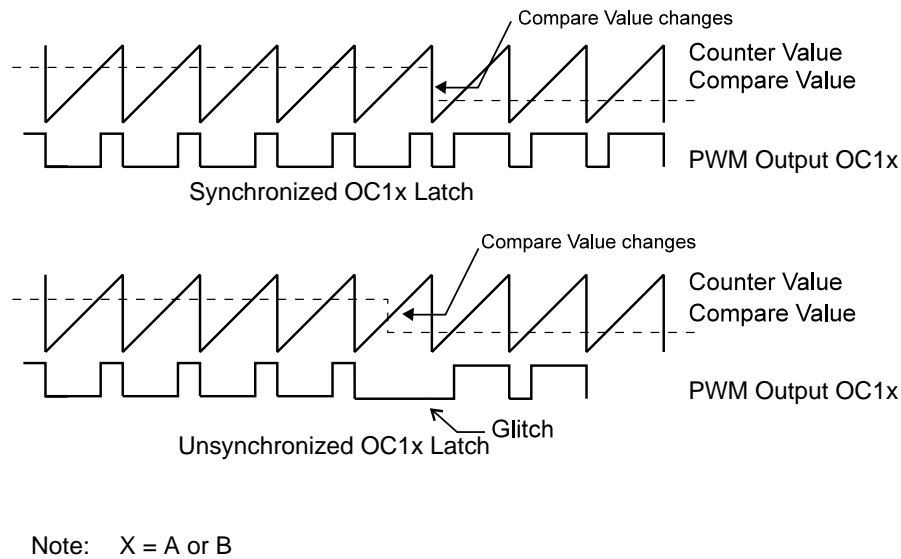 Compare Value changes
Counter Value
Compare Value
PWM Output OC1x
Synchronized OC1x Latch
Compare Value changes
Counter Value
Compare Value
PWM Output OC1x
Glitch
Unsynchronized OC1x Latch
Note: X = A or B